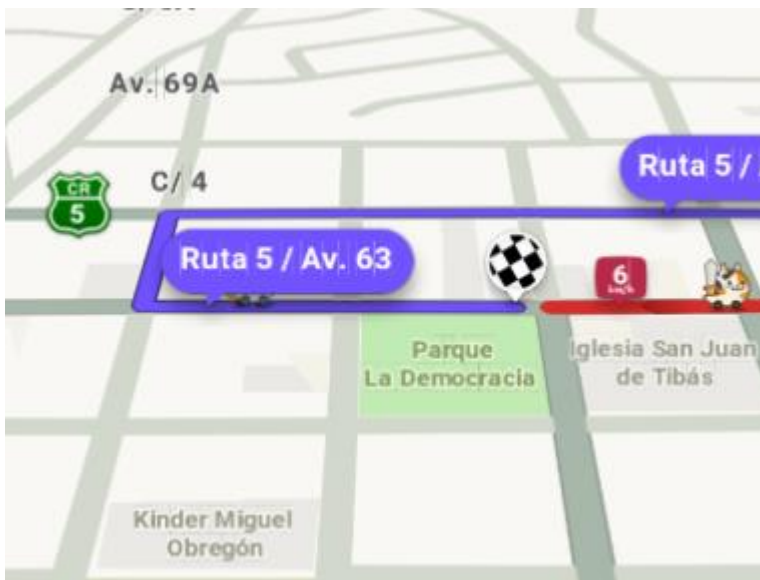 Av. 69A
C/ 4
CR
5
Ruta 5 /
Ruta 5 / Av. 63
6
km/h
Parque
La Democracia
Iglesia San Juan
de Tibás
Kinder Miguel
Obregón